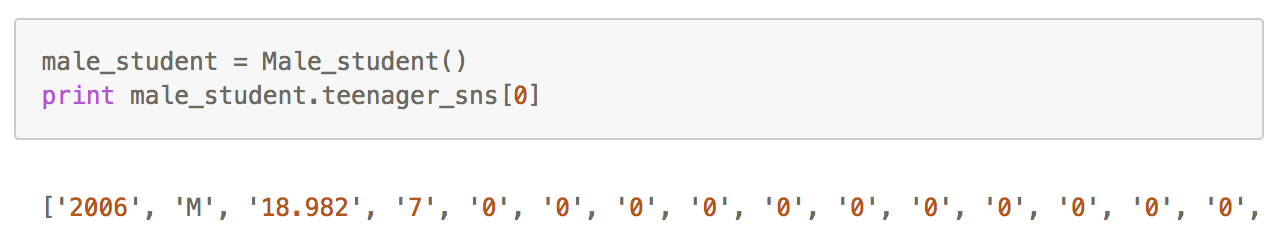 male_student = Male_student()
print male_student.teenager_sns[0]
['2006', 'M', '18.982', '7', '0', '0', '0', '0', '0', '0', '0', '0', '0', '0', '0',